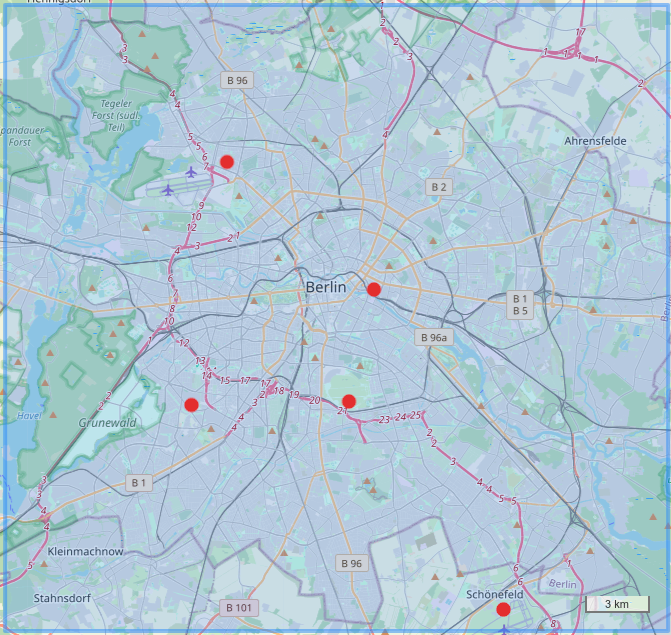 Hennigsdorf
2
3
3
2
3
17
1
1
4
1
2
B 96
4
4
Tegeler
Forst (südl.
Teil)
5
5
6
7
4
Spandauer
Forst
Ahrensfelde
B 2
9
10
12
4
3
2
1
6
7
8
10
Berlin
B 1
B 5
B 96a
1
12
13
14
15
17
17
18
19
20
21
2
3
4
4
23
24
25
2
2
3
Havel
2
2
Grunewald
B 1
3
3
4
4
5
4
4
5
5
Kleinmachnow
Stahnsdorf
B 96
B 101
6
6
1
Berlin
Schönefeld
8
3 km